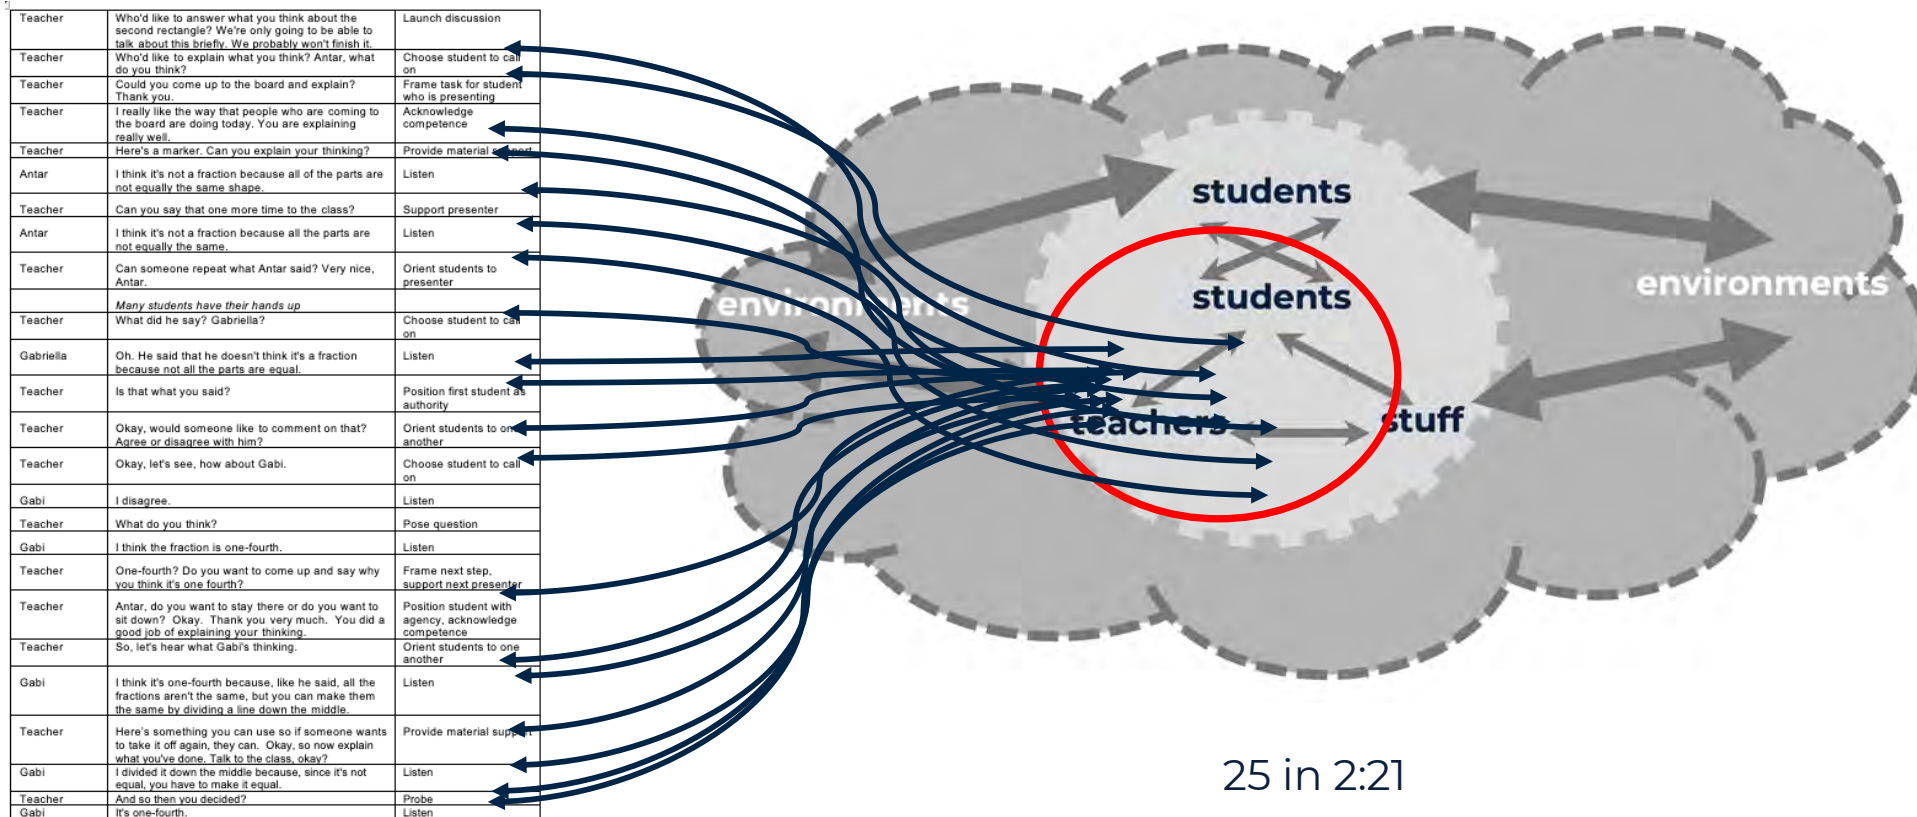 Teacher Who'd like to answer what you think about the Launch discussion
second rectangle? We're only going to be able to
talk about this briefly. We probably won't finish it.
Teacher Who'd like to explain what you think? Antar, what Choose student to call
do you think? on
Teacher Could you come up to the board and explain? Frame task for student
Thank you. who is presenting
Teacher I really like the way that people who are coming to Acknowledge
the board are doing today. You are explaining competence
really well.
Teacher Here's a marker. Can you explain your thinking? Provide material support
Antar I think it's not a fraction because all of the parts are Listen
not equally the same shape.
Teacher Can you say that one more time to the class? Support presenter
Antar I think it's not a fraction because all the parts are Listen
not equally the same.
Teacher Can someone repeat what Antar said? Very nice, Orient students to
Antar. presenter
Many students have their hands up
Teacher What did he say? Gabriella? Choose student to call
on
Gabriella Oh. He said that he doesn't think it's a fraction Listen
because not all the parts are equal.
Teacher Is that what you said? Position first student as
authority
Teacher Okay, would someone like to comment on that? Orient students to one
Agree or disagree with him? another
Teacher Okay, let's see, how about Gabi. Choose student to call
on
Gabi I disagree. Listen
Teacher What do you think? Pose question
Gabi I think the fraction is one-fourth. Listen
Teacher One-fourth? Do you want to come up and say why Frame next step,
you think it's one fourth? support next presenter
Teacher Antar, do you want to stay there or do you want to Position student with
sit down? Okay. Thank you very much. You did a agency, acknowledge
good job of explaining your thinking. competence
Teacher So, let's hear what Gabi's thinking. Orient students to one
another
Gabi I think it's one-fourth because, like he said, all the Listen
fractions aren't the same, but you can make them
the same by dividing a line down the middle.
Teacher Here's something you can use so if someone wants Provide material support
to take it off again, they can. Okay, so now explain
what you've done. Talk to the class, okay?
Gabi I divided it down the middle because, since it's not Listen
equal, you have to make it equal.
Teacher And so then you decided? Probe
Gabi It's one-fourth. Listen
students
students
environments
environments
teachers
stuff
25 in 2:21